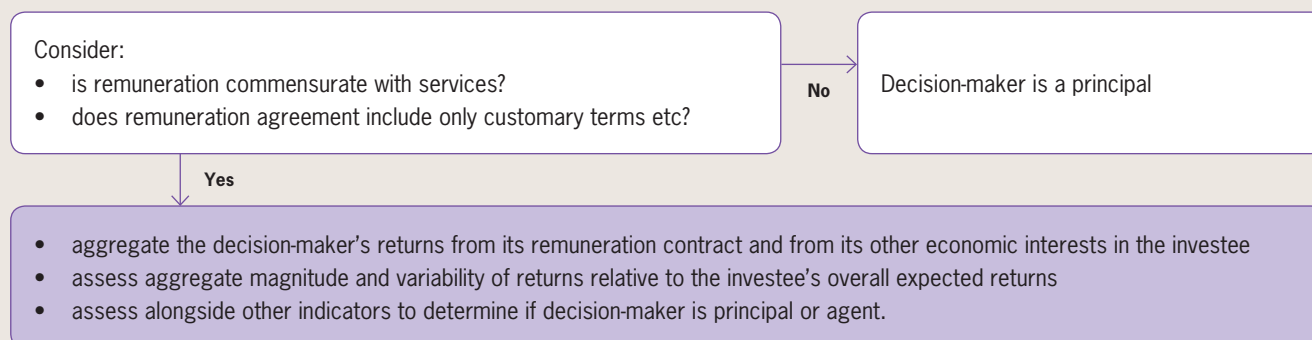 Consider:
• is remuneration commensurate with services?
• does remuneration agreement include only customary terms etc?
No
Decision-maker is a principal
Yes
• aggregate the decision-maker’s returns from its remuneration contract and from its other economic interests in the investee
• assess aggregate magnitude and variability of returns relative to the investee’s overall expected returns
• assess alongside other indicators to determine if decision-maker is principal or agent.